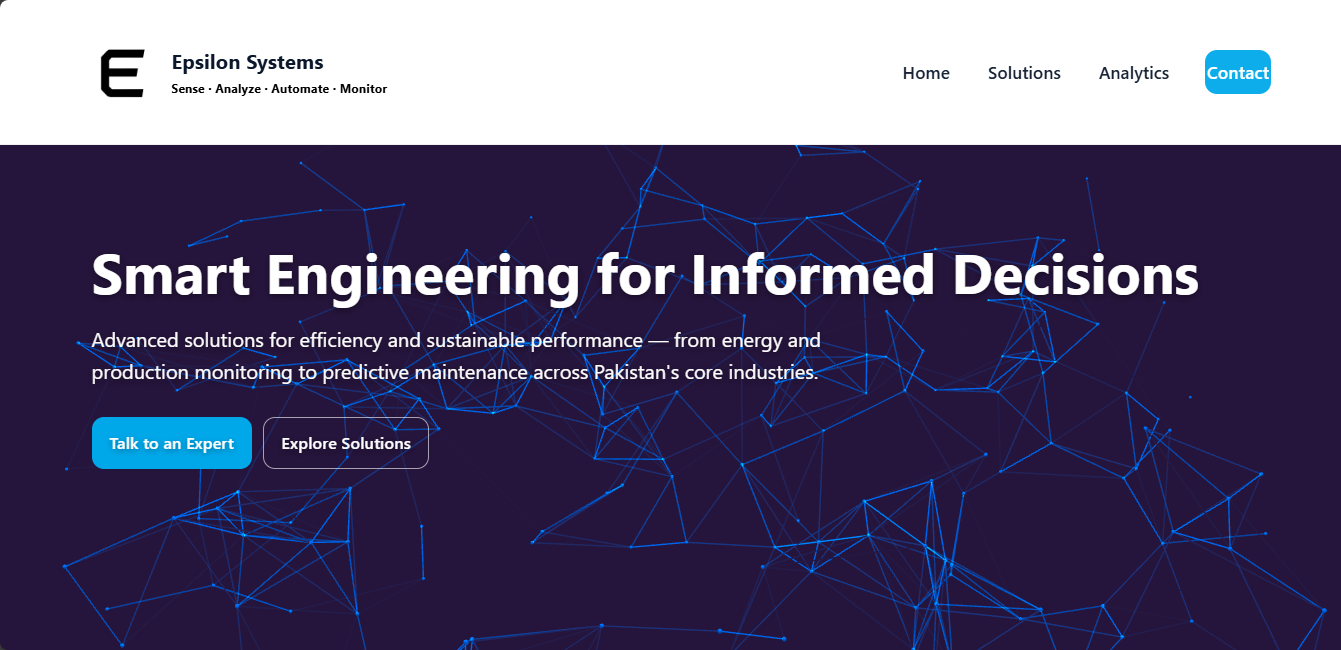 Epsilon Systems
Sense · Analyze · Automate · Monitor
Home
Solutions
Analytics
Contact
Smart Engineering for Informed Decisions
Advanced solutions for efficiency and sustainable performance — from energy and
production monitoring to predictive maintenance across Pakistan's core industries.
Talk to an Expert
Explore Solutions